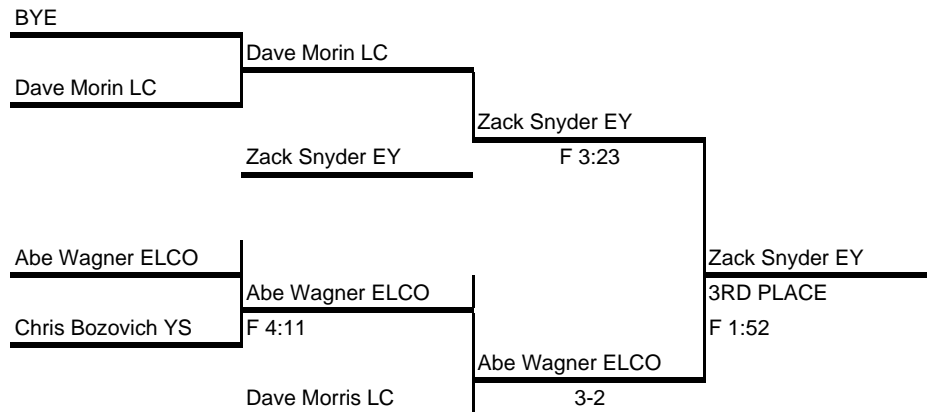 BYE
Dave Morin LC
Dave Morin LC
Zack Snyder EY
Zack Snyder EY
F 3:23
Abe Wagner ELCO
Zack Snyder EY
Abe Wagner ELCO
3RD PLACE
Chris Bozovich YS
F 4:11
F 1:52
Abe Wagner ELCO
Dave Morris LC
3-2